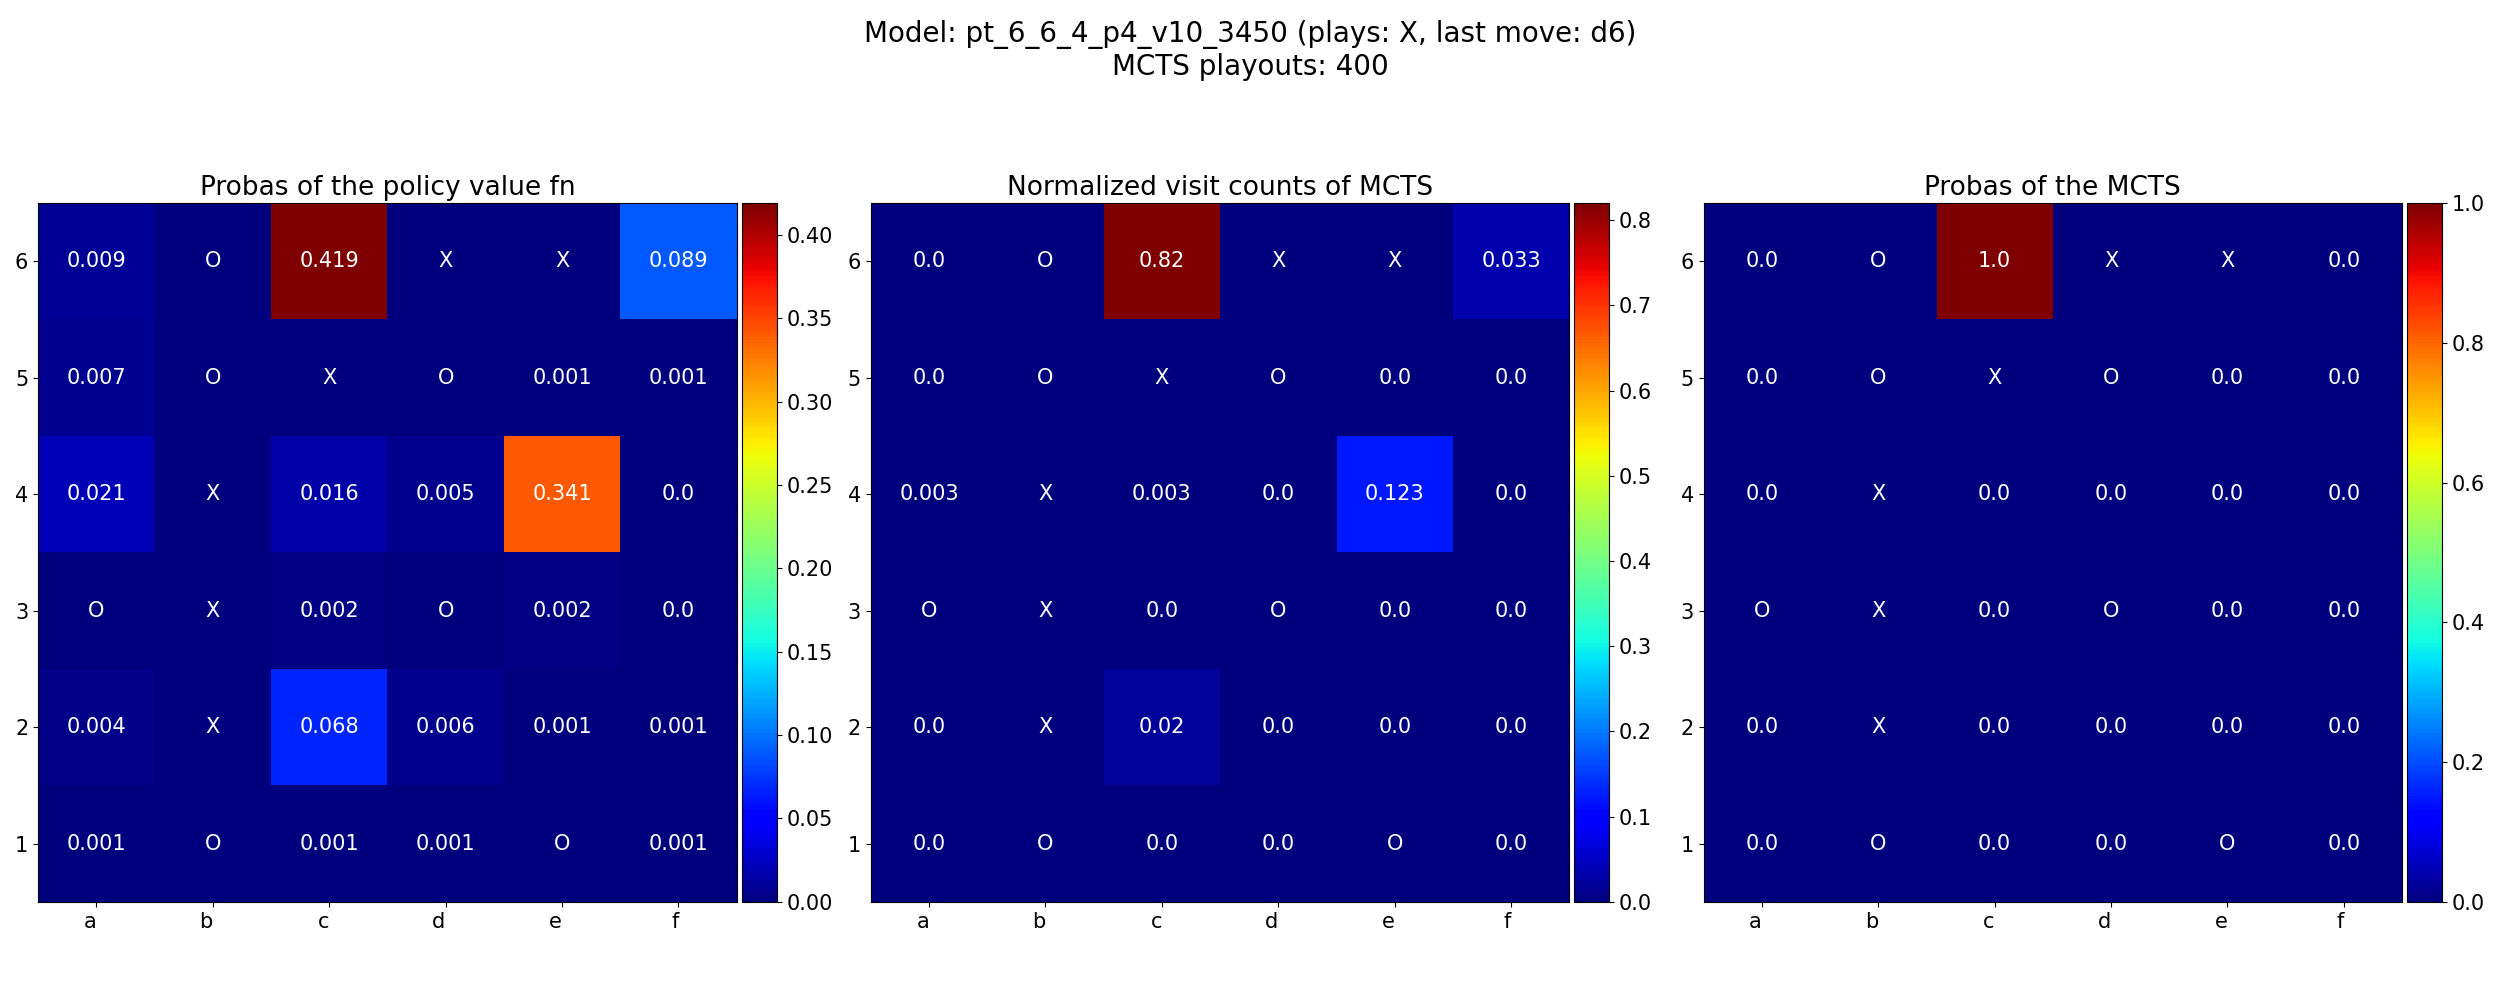 Model: pt_6_6_4_p4_v10_3450 (plays: X, last move: d6)
MCTS playouts: 400
Probas of the policy value fn
6 0.009 O 0.419 X X 0.089
5 0.007 O X O 0.001 0.001
4 0.021 X 0.016 0.005 0.341 0.0
3 O X 0.002 O 0.002 0.0
2 0.004 X 0.068 0.006 0.001 0.001
1 0.001 O 0.001 0.001 O 0.001
a b c d e f
0.40
0.35
0.30
0.25
0.20
0.15
0.10
0.05
0.00
Normalized visit counts of MCTS
6 0.0 O 0.82 X X 0.033
5 0.0 O X O 0.0 0.0
4 0.003 X 0.003 0.0 0.123 0.0
3 O X 0.0 O 0.0 0.0
2 0.0 X 0.02 0.0 0.0 0.0
1 0.0 O 0.0 0.0 O 0.0
a b c d e f
0.8
0.7
0.6
0.5
0.4
0.3
0.2
0.1
0.0
Probas of the MCTS
6 0.0 O 1.0 X X 0.0
5 0.0 O X O 0.0 0.0
4 0.0 X 0.0 0.0 0.0 0.0
3 O X 0.0 O 0.0 0.0
2 0.0 X 0.0 0.0 0.0 0.0
1 0.0 O 0.0 0.0 O 0.0
a b c d e f
1.0
0.8
0.6
0.4
0.2
0.0